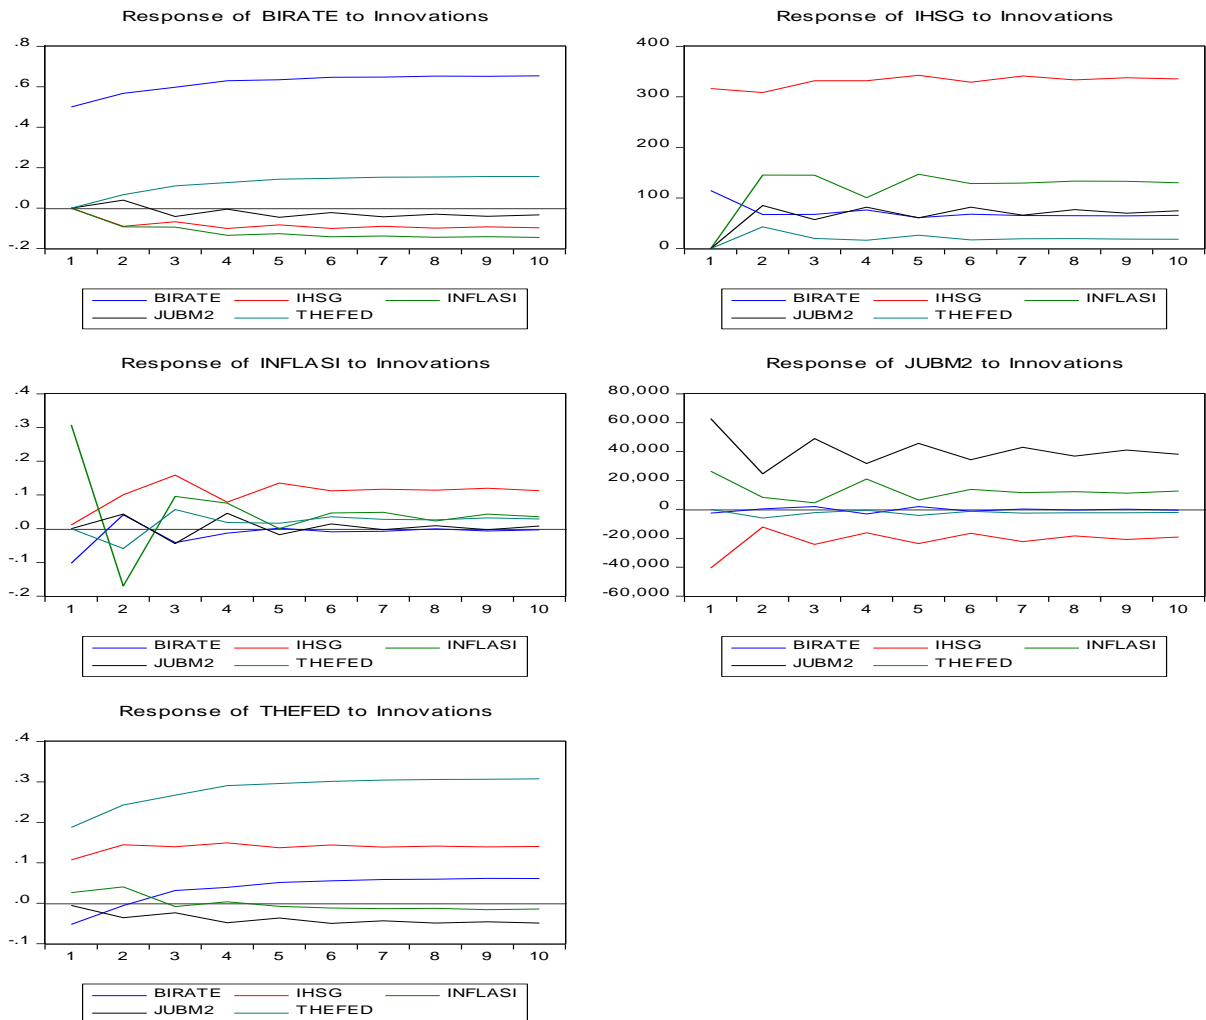 Response of BIRATE to Innovations
.8
.6
.4
.2
.0
-.2
1 2 3 4 5 6 7 8 9 10
BIRATE IHSG INFLASI
JUBM2 THEFED
Response of IHSG to Innovations
400
300
200
100
0
1 2 3 4 5 6 7 8 9 10
BIRATE IHSG INFLASI
JUBM2 THEFED
Response of INFLASI to Innovations
.4
.3
.2
.1
.0
-.1
-.2
1 2 3 4 5 6 7 8 9 10
BIRATE IHSG INFLASI
JUBM2 THEFED
Response of JUBM2 to Innovations
80,000
60,000
40,000
20,000
0
-20,000
-40,000
-60,000
1 2 3 4 5 6 7 8 9 10
BIRATE IHSG INFLASI
JUBM2 THEFED
Response of THEFED to Innovations
.4
.3
.2
.1
.0
-.1
1 2 3 4 5 6 7 8 9 10
BIRATE IHSG INFLASI
JUBM2 THEFED